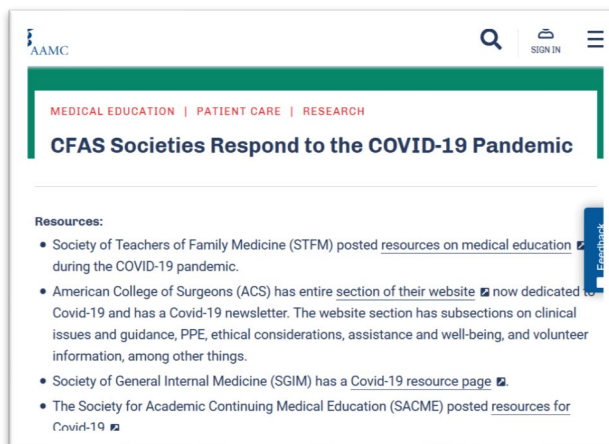 AAMC
SIGN IN
MEDICAL EDUCATION | PATIENT CARE | RESEARCH
CFAS Societies Respond to the COVID-19 Pandemic
Resources:
• Society of Teachers of Family Medicine (STFM) posted resources on medical education
during the COVID-19 pandemic.
• American College of Surgeons (ACS) has entire section of their website now dedicated to
Covid-19 and has a Covid-19 newsletter. The website section has subsections on clinical
issues and guidance, PPE, ethical considerations, assistance and well-being, and volunteer
information, among other things.
• Society of General Internal Medicine (SGIM) has a Covid-19 resource page.
• The Society for Academic Continuing Medical Education (SACME) posted resources for
Covid-19
Feedback